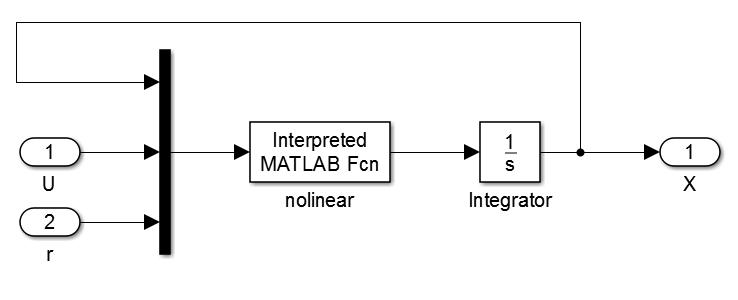 1
U
2
r
Interpreted
MATLAB Fcn
nolinear
1
s
Integrator
1
X